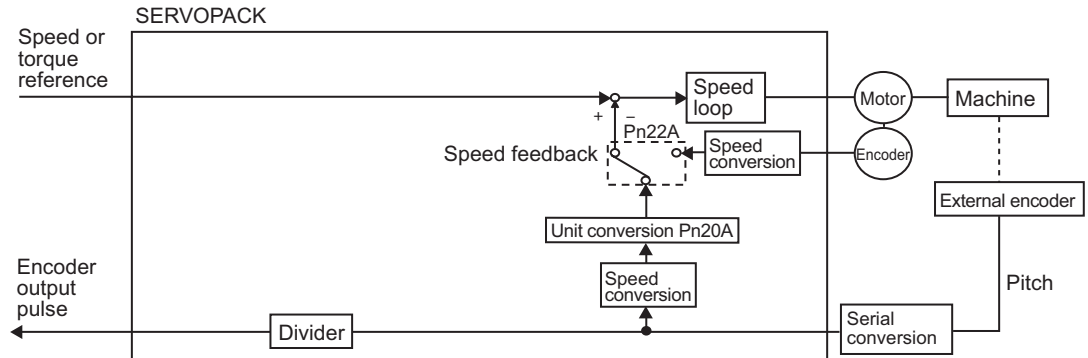 SERVOPACK
Speed or
torque
reference
Speed
loop
Motor
Machine
+
−
Pn22A
Speed feedback
Speed
conversion
Encoder
External encoder
Unit conversion Pn20A
Encoder
output
pulse
Speed
conversion
Pitch
Divider
Serial
conversion